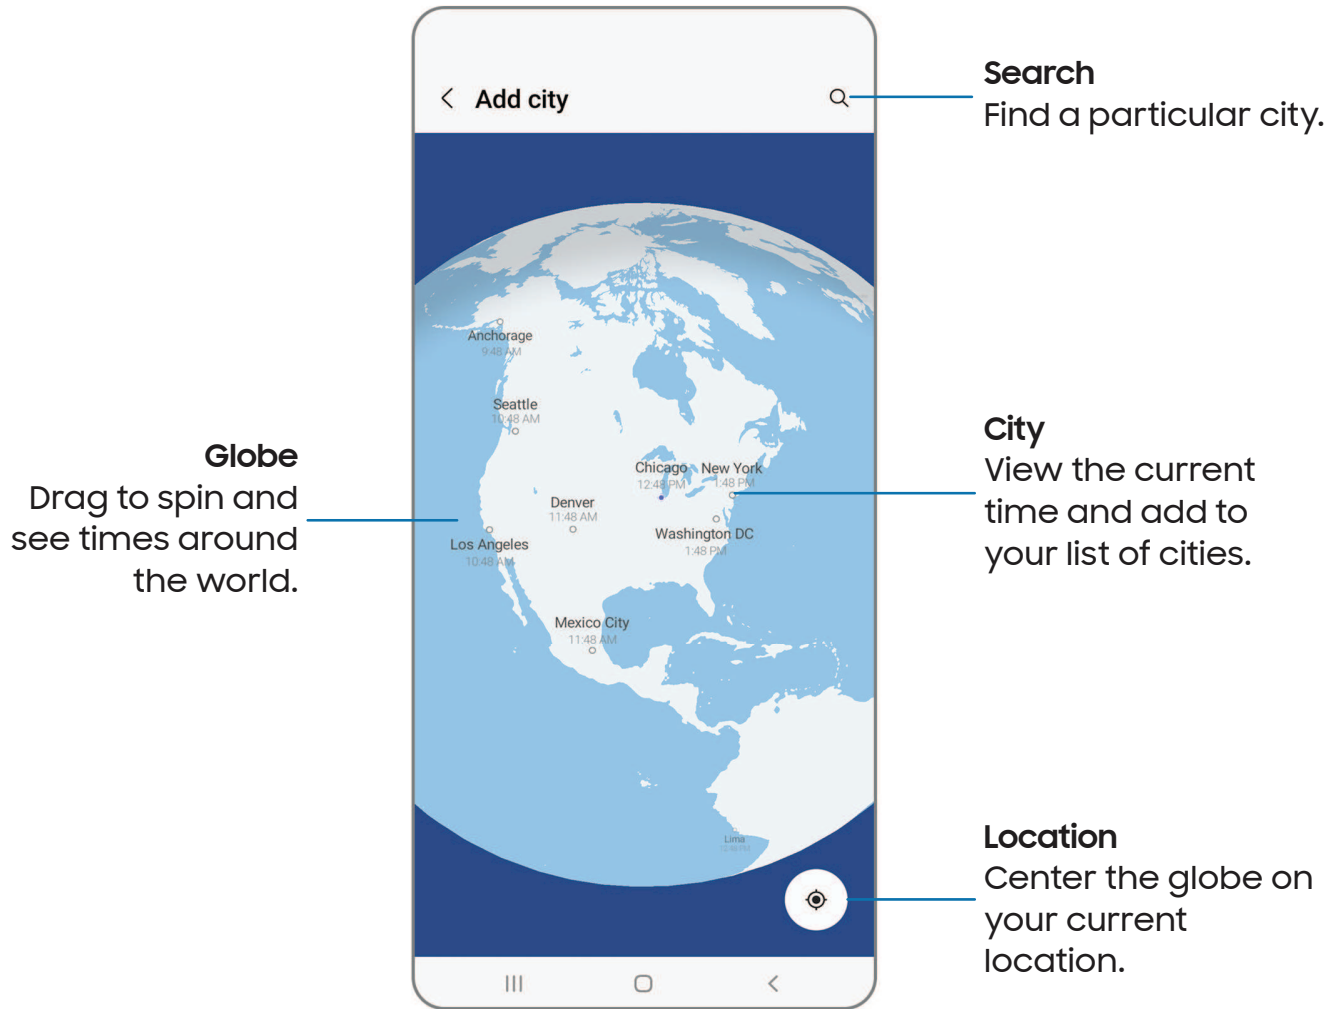 Add city
Search
Find a particular city.
Anchorage
9:48 AM
Seattle
10:48 AM
Globe
Drag to spin and
see times around
the world.
City
View the current
time and add to
your list of cities.
Chicago
12:48 PM
New York
1:48 PM
Denver
11:48 AM
Washington DC
1:48 PM
Los Angeles
10:48 AM
Mexico City
11:48 AM
Lima
Location
Center the globe on
your current
location.